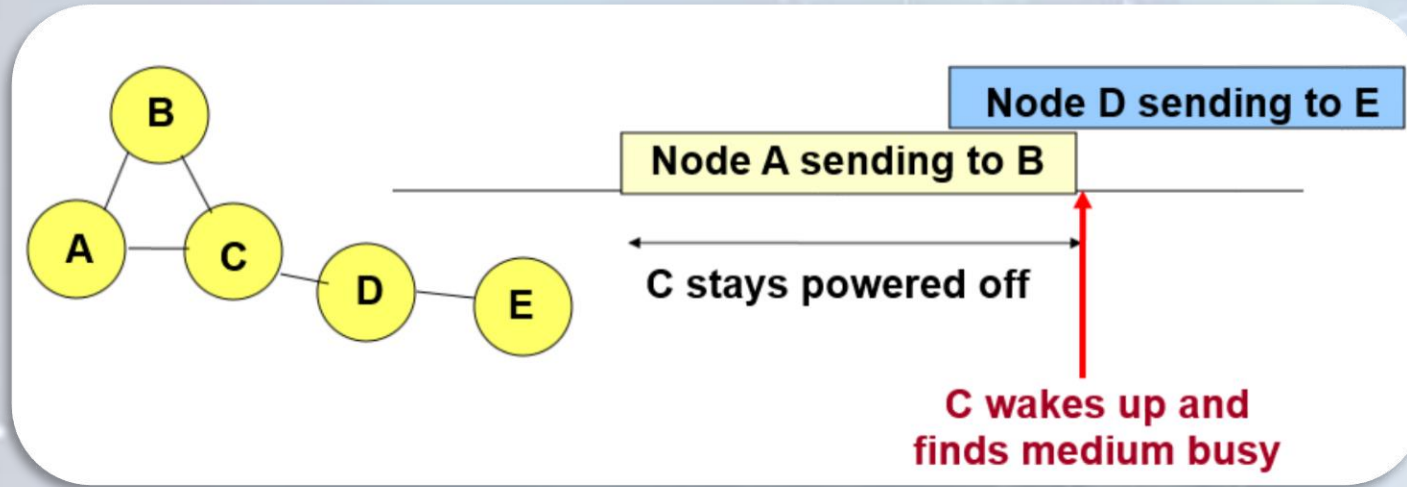 B
A
C
D
E
Node D sending to E
Node A sending to B
C stays powered off
C wakes up and
finds medium busy